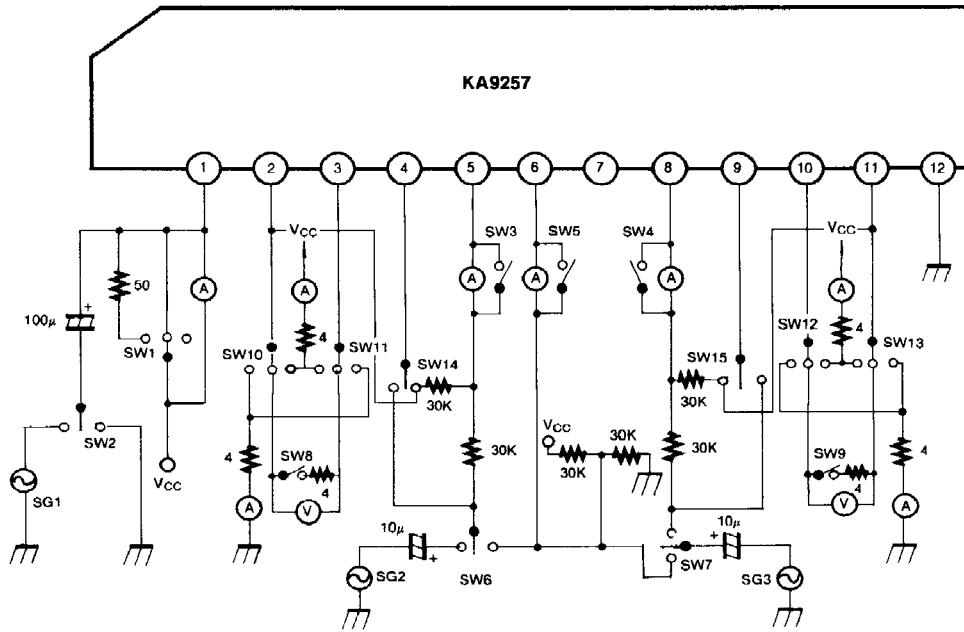 KA9257
1 2 3 4 5 6 7 8 9 10 11 12
SW3 SW5 SW4
VCC VCC
A A A A A A
50
100μ +
SW1
4 SW11
SW10
SW14
30K
SW15
30K
SW12 4 SW13
SW2
VCC
SG1
4
SW8
4
V
A
30K
VCC
30K
30K
30K
SW9
4
V
4
A
10μ
+
SG2
SW6
SW7
+
10μ
SG3